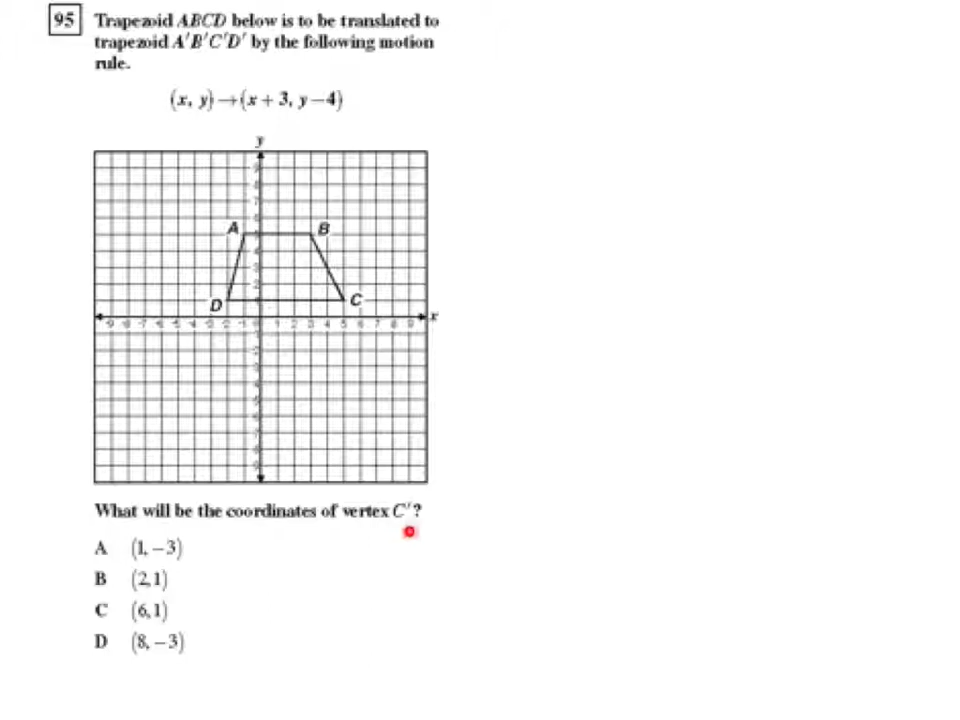 95 Trapezoid ABCD below is to be translated to
trapezoid A′B′C′D′ by the following motion
rule.
(x, y)→(x + 3, y−4)
y
A B
D C
x
What will be the coordinates of vertex C′?
A (1, −3)
B (2, 1)
C (6, 1)
D (8, −3)